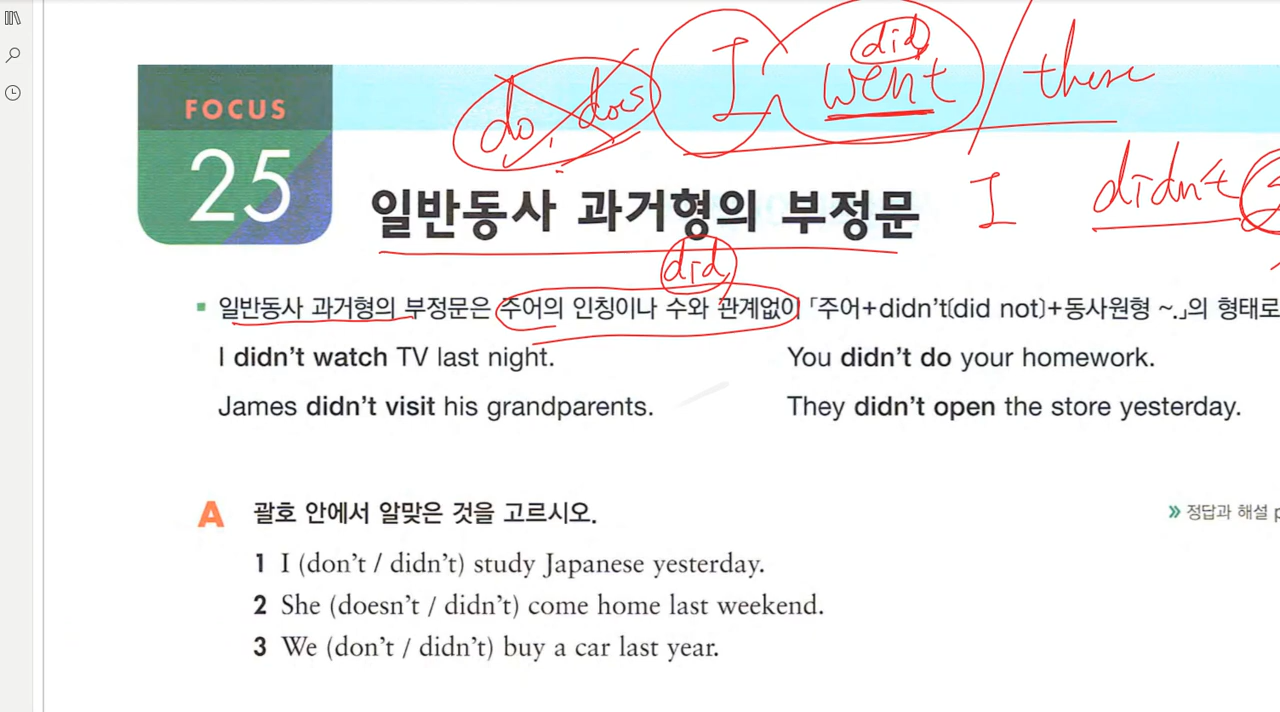 do does I did went / there
FOCUS
25
일반동사 과거형의 부정문
I didn't
did
일반동사 과거형의 부정문은 주어의 인칭이나 수와 관계없이 「주어+didn't(did not)+동사원형 ~.」의 형태로
I didn't watch TV last night. You didn't do your homework.
James didn't visit his grandparents. They didn't open the store yesterday.
A 괄호 안에서 알맞은 것을 고르시오.
» 정답과 해설 p
1 I (don't / didn't) study Japanese yesterday.
2 She (doesn't / didn't) come home last weekend.
3 We (don't / didn't) buy a car last year.